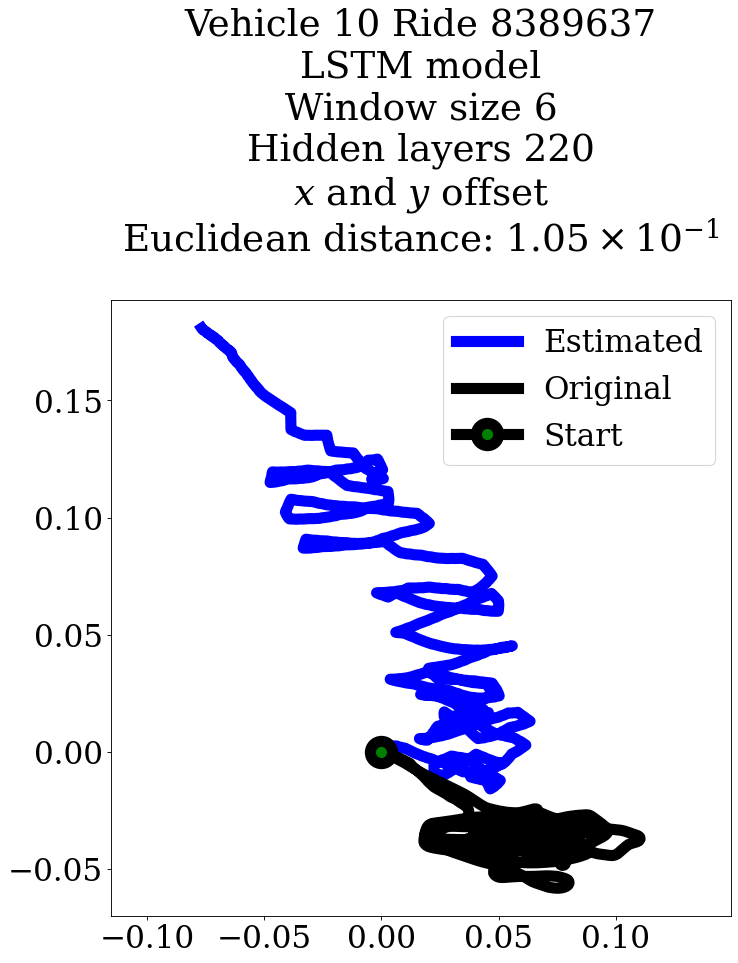 Vehicle 10 Ride 8389637
LSTM model
Window size 6
Hidden layers 220
x and y offset
Euclidean distance: 1.05 × 10⁻¹
Estimated
Original
Start
0.15
0.10
0.05
0.00
−0.05
−0.10
−0.05
0.00
0.05
0.10